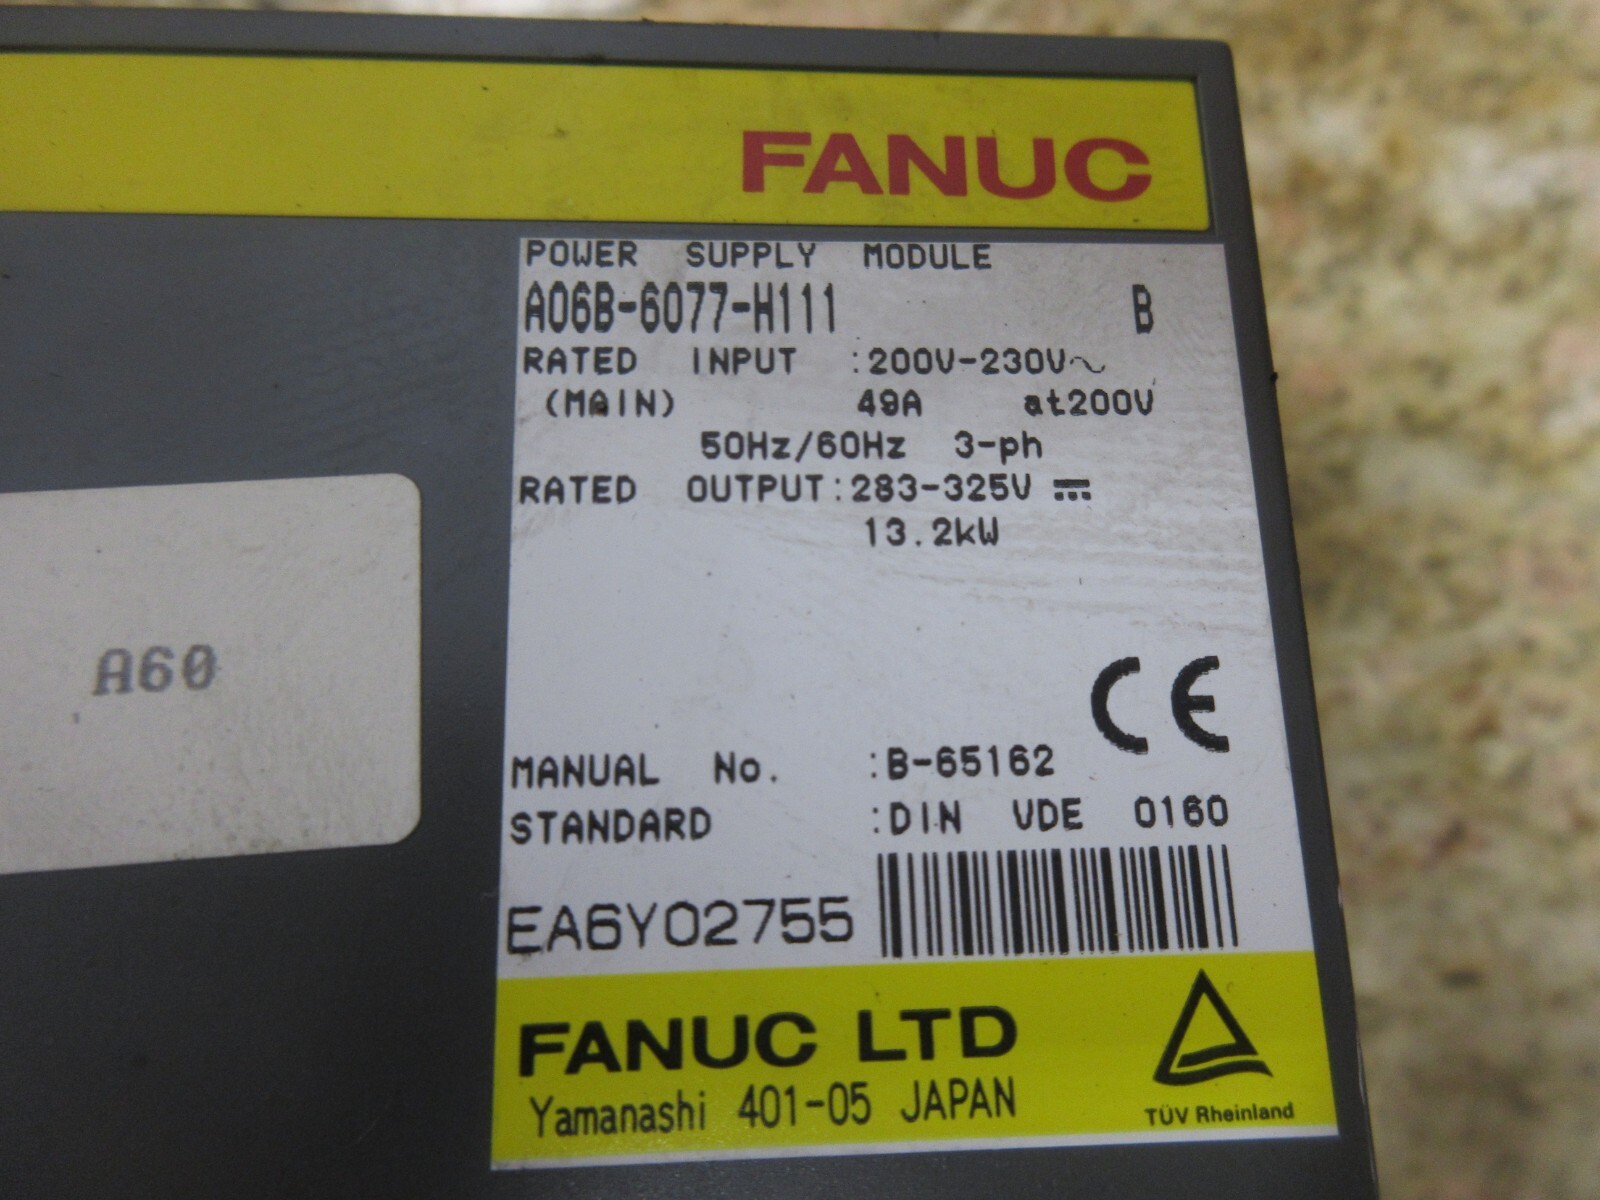 FANUC
POWER SUPPLY MODULE
A06B-6077-H111 B
RATED INPUT :200V-230V~
(MAIN) 49A at200V
50Hz/60Hz 3-ph
RATED OUTPUT:283-325V ⎓
13.2kW
A60
CE
MANUAL No. :B-65162
STANDARD :DIN VDE 0160
EA6Y02755
FANUC LTD
Yamanashi 401-05 JAPAN
TÜV Rheinland